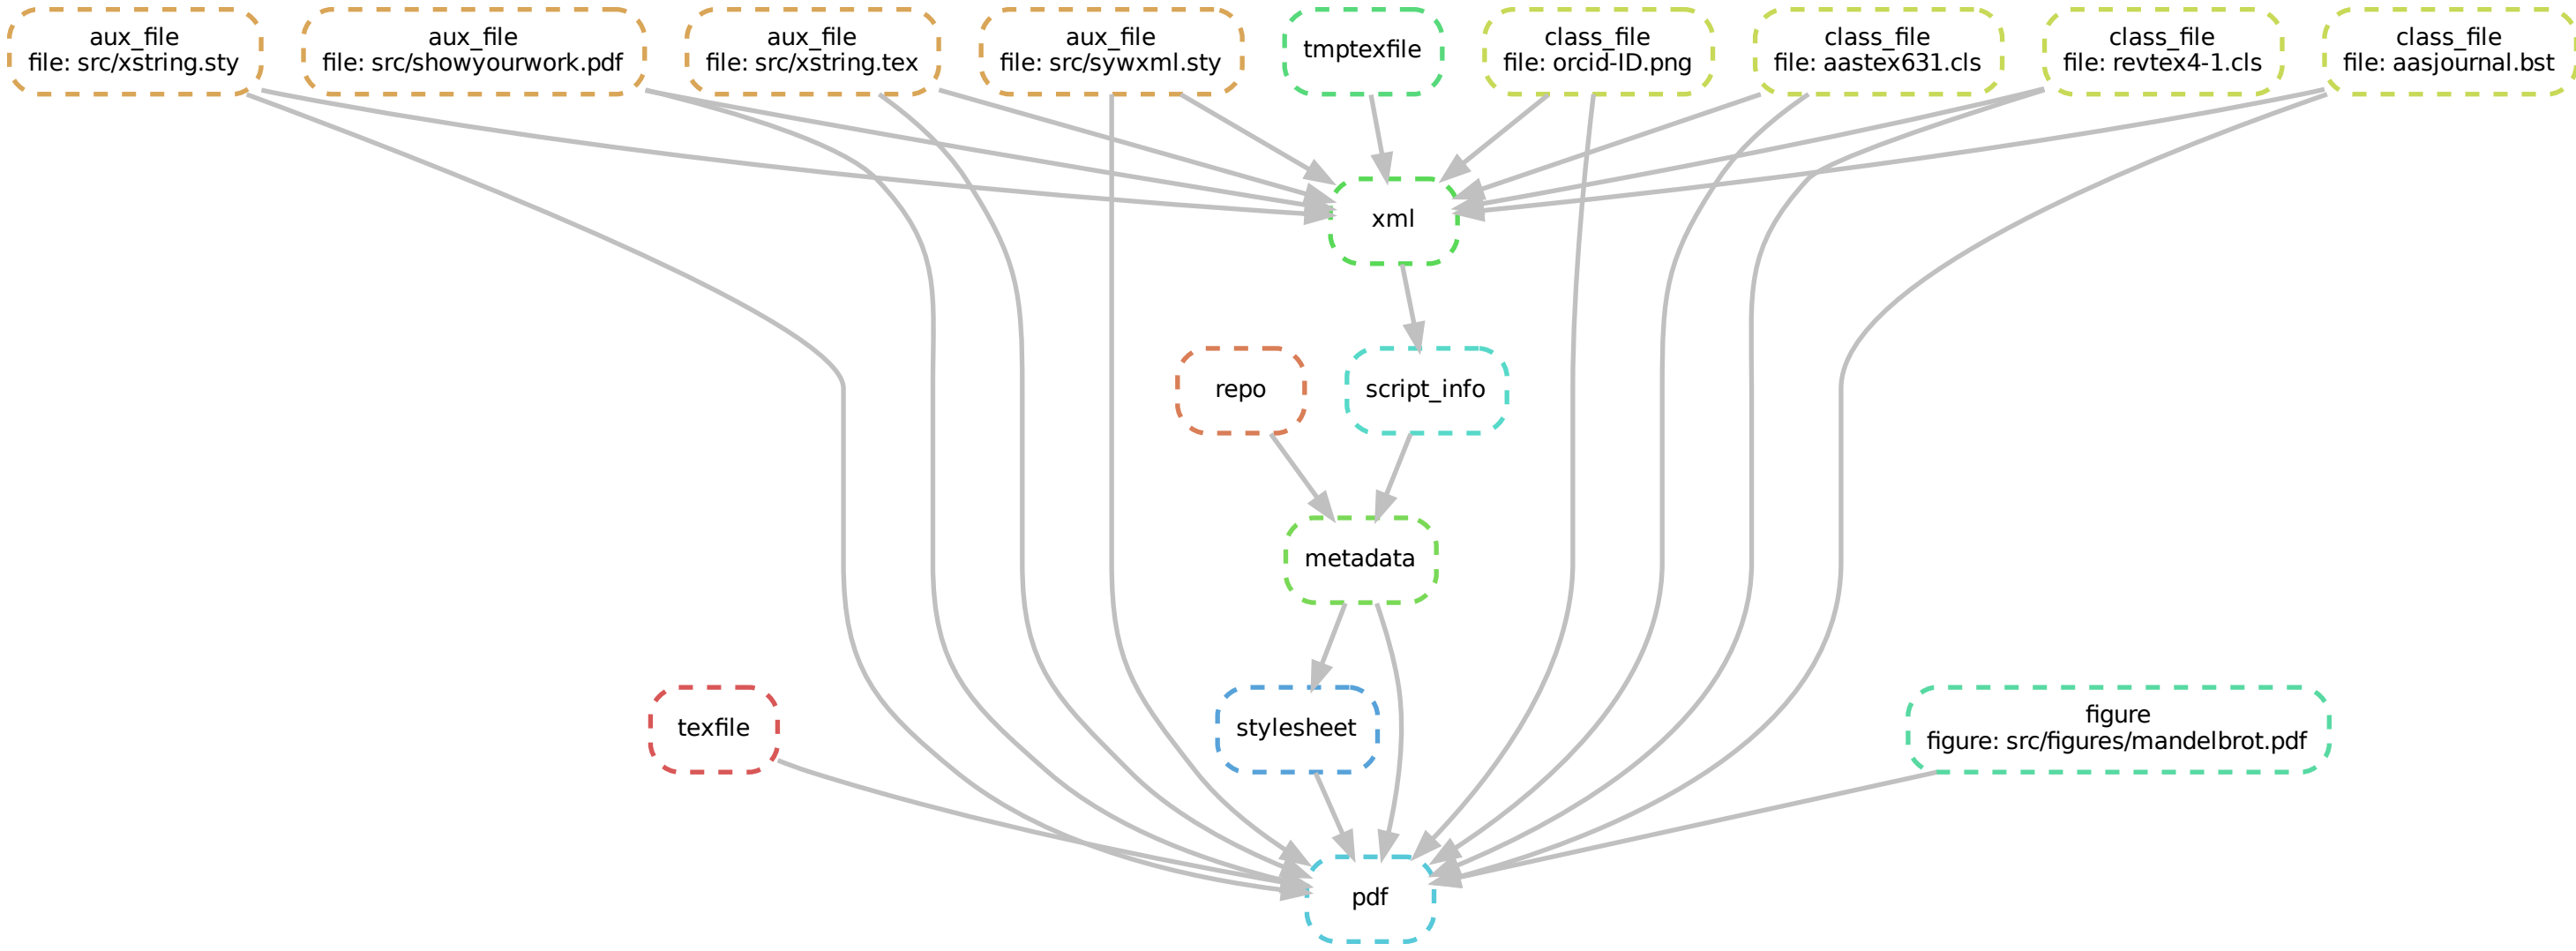 aux_file
file: src/xstring.sty
aux_file
file: src/showyourwork.pdf
aux_file
file: src/xstring.tex
aux_file
file: src/sywxml.sty
tmptexfile
class_file
file: orcid-ID.png
class_file
file: aastex631.cls
class_file
file: revtex4-1.cls
class_file
file: aasjournal.bst
xml
repo
script_info
metadata
texfile
stylesheet
figure
figure: src/figures/mandelbrot.pdf
pdf